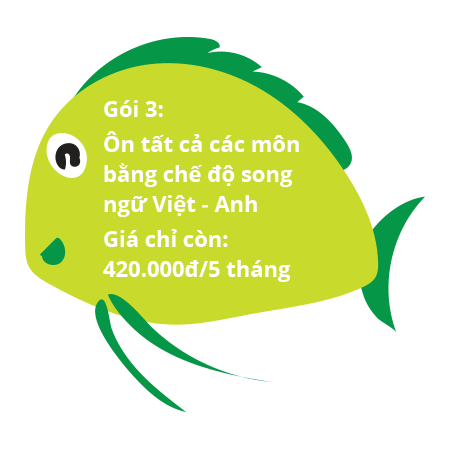 Gói 3:
Ôn tất cả các môn
bằng chế độ song
ngữ Việt - Anh
Giá chỉ còn:
420.000đ/5 tháng